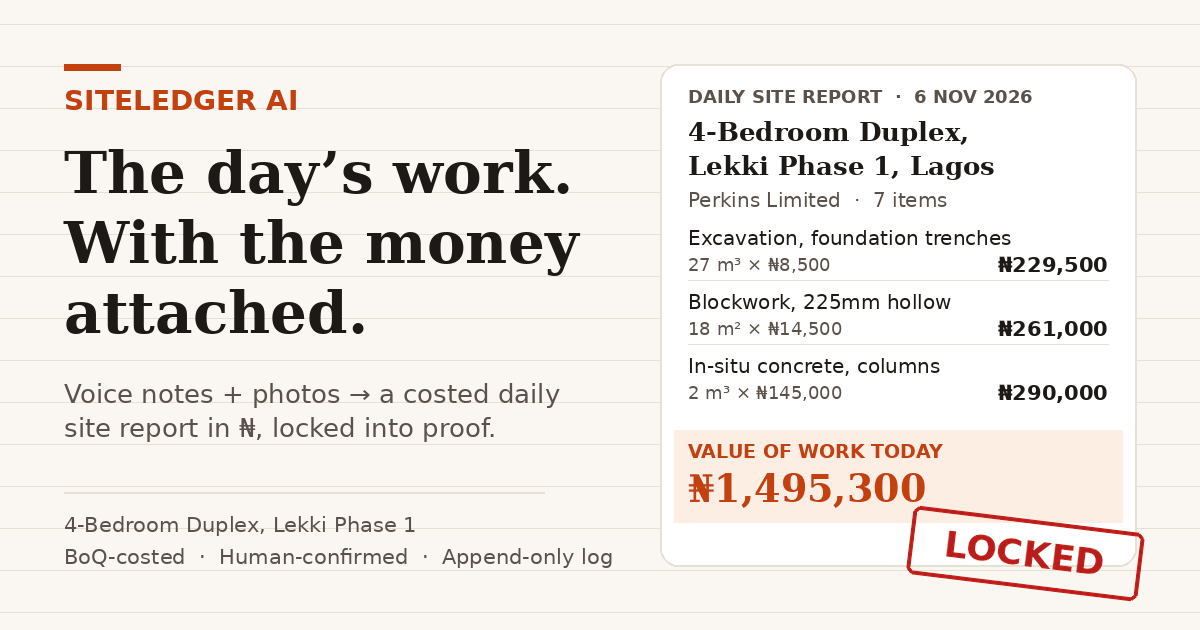 SITELEDGER AI
The day’s work.
With the money
attached.
Voice notes + photos → a costed daily
site report in ₦, locked into proof.
4-Bedroom Duplex, Lekki Phase 1
BoQ-costed · Human-confirmed · Append-only log
DAILY SITE REPORT · 6 NOV 2026
4-Bedroom Duplex,
Lekki Phase 1, Lagos
Perkins Limited · 7 items
Excavation, foundation trenches
27 m³ × ₦8,500 ₦229,500
Blockwork, 225mm hollow
18 m² × ₦14,500 ₦261,000
In-situ concrete, columns
2 m³ × ₦145,000 ₦290,000
VALUE OF WORK TODAY
₦1,495,300
LOCKED